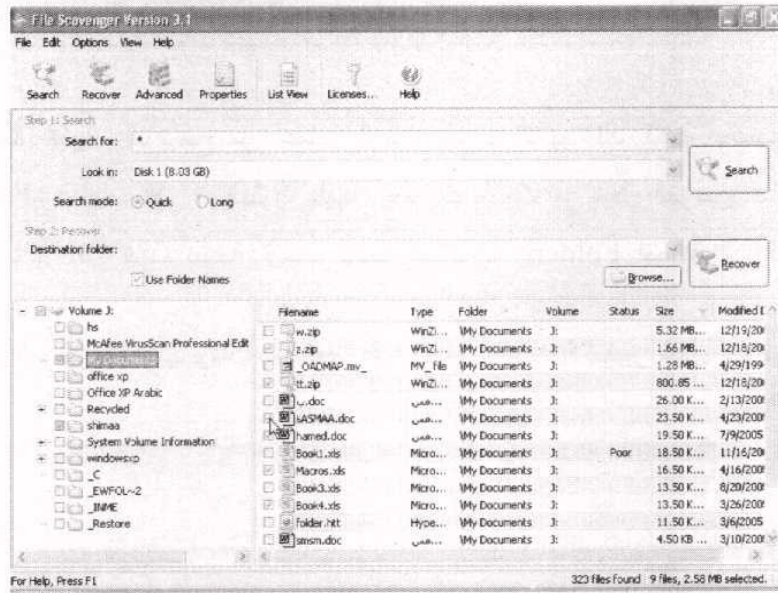 File Scavenger Version 3.1
File Edit Options View Help
Search Recover Advanced Properties List View Licenses... Help
Step 1: Search
Search for: *
Look in: Disk 1 (8.03 GB)
Search
Search mode: Quick Long
Step 2: Recover
Destination folder:
Recover
Use Folder Names
Browse...
Volume J:
hs
McAfee VirusScan Professional Edit
My Documents
office xp
Office XP Arabic
Recycled
shimaa
System Volume Information
windowsxp
_C
_EWFOL~2
_INME
_Restore
Filename Type Folder Volume Status Size Modified
w.zip WinZi... \My Documents J: 5.32 MB... 12/19/20
z.zip WinZi... \My Documents J: 1.66 MB... 12/18/20
_OADMAP.mv_ MV_ file \My Documents J: 1.28 MB... 4/29/199
tt.zip WinZi... \My Documents J: 800.85 ... 12/18/20
.doc \My Documents J: 26.00 K... 2/13/200
sASMAA.doc \My Documents J: 23.50 K... 4/23/200
hamed.doc \My Documents J: 19.50 K... 7/9/2005
Book1.xls Micro... \My Documents J: Poor 18.50 K... 11/16/20
Macros.xls Micro... \My Documents J: 16.50 K... 4/16/200
Book3.xls Micro... \My Documents J: 13.50 K... 8/20/200
Book4.xls Micro... \My Documents J: 13.50 K... 3/26/200
folder.htt Hype... \My Documents J: 11.50 K... 3/6/2005
smsm.doc \My Documents J: 4.50 KB ... 3/10/200
For Help, Press F1
323 files found 9 files, 2.58 MB selected.